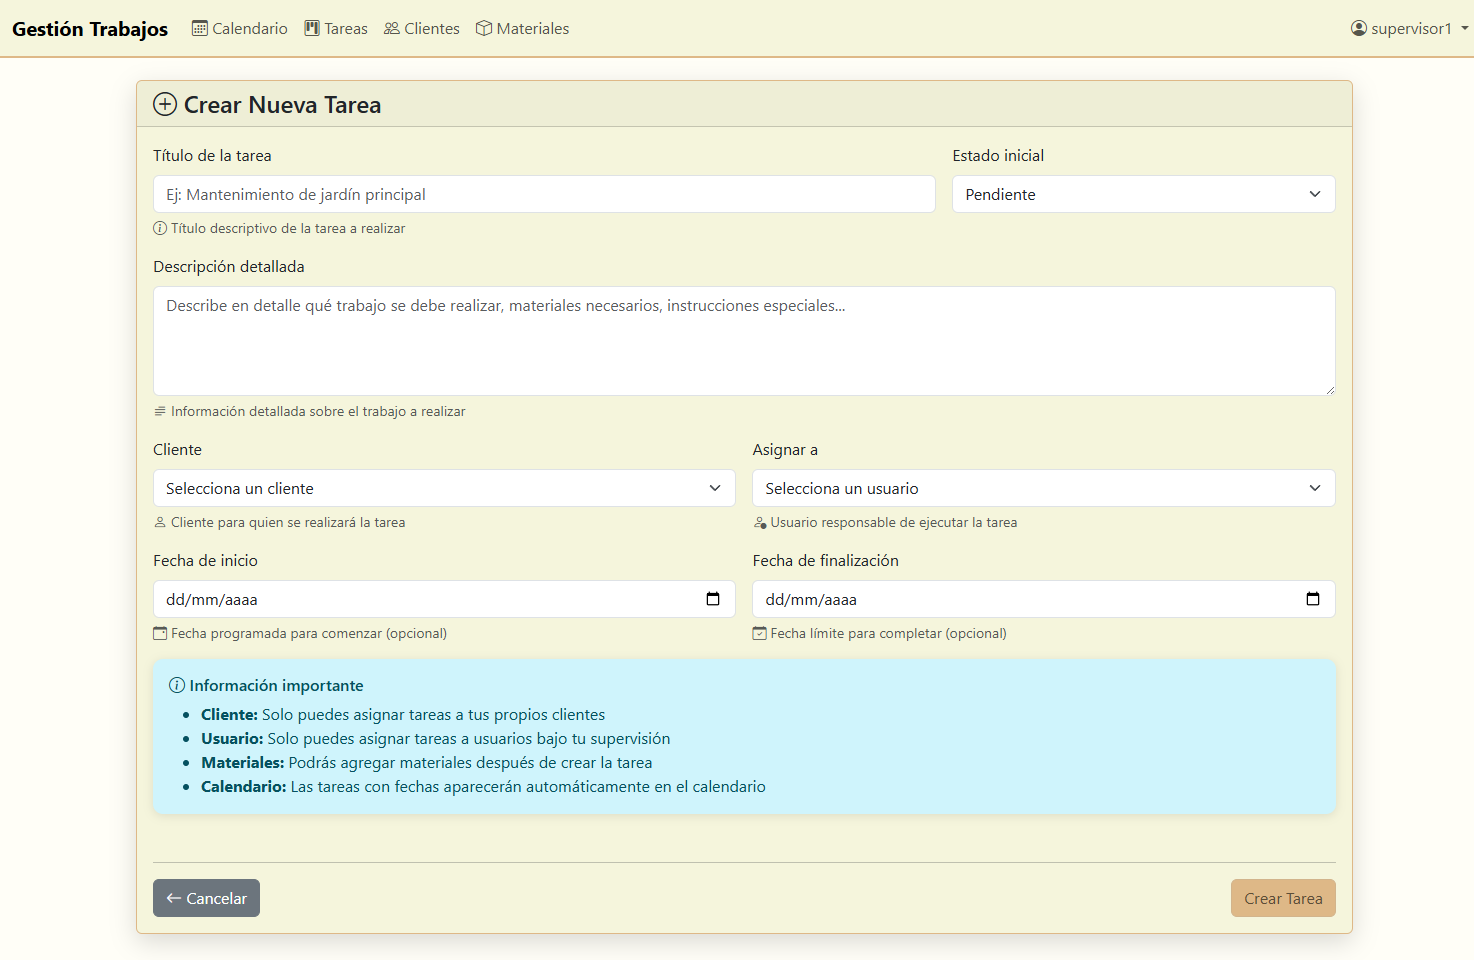 Gestión Trabajos Calendario Tareas Clientes Materiales supervisor1
Crear Nueva Tarea
Título de la tarea Estado inicial
Ej: Mantenimiento de jardín principal Pendiente
Título descriptivo de la tarea a realizar
Descripción detallada
Describe en detalle qué trabajo se debe realizar, materiales necesarios, instrucciones especiales...
Información detallada sobre el trabajo a realizar
Cliente Asignar a
Selecciona un cliente Selecciona un usuario
Cliente para quien se realizará la tarea Usuario responsable de ejecutar la tarea
Fecha de inicio Fecha de finalización
dd/mm/aaaa dd/mm/aaaa
Fecha programada para comenzar (opcional) Fecha límite para completar (opcional)
Información importante
Cliente: Solo puedes asignar tareas a tus propios clientes
Usuario: Solo puedes asignar tareas a usuarios bajo tu supervisión
Materiales: Podrás agregar materiales después de crear la tarea
Calendario: Las tareas con fechas aparecerán automáticamente en el calendario
Cancelar Crear Tarea